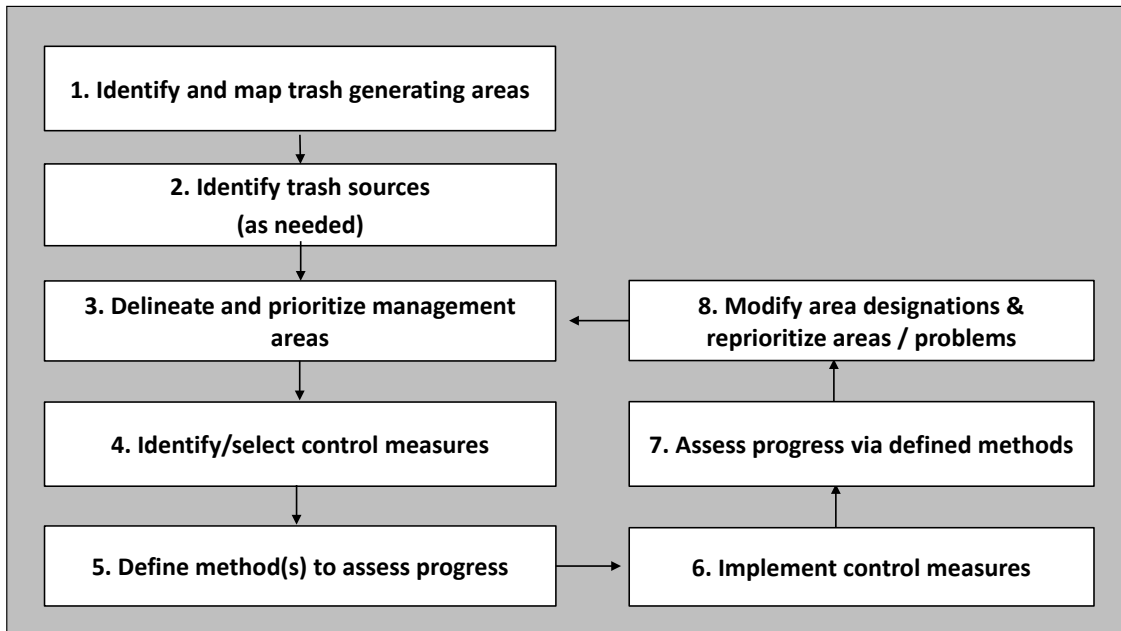 1. Identify and map trash generating areas
2. Identify trash sources
(as needed)
3. Delineate and prioritize management
areas
4. Identify/select control measures
5. Define method(s) to assess progress
6. Implement control measures
7. Assess progress via defined methods
8. Modify area designations &
reprioritize areas / problems